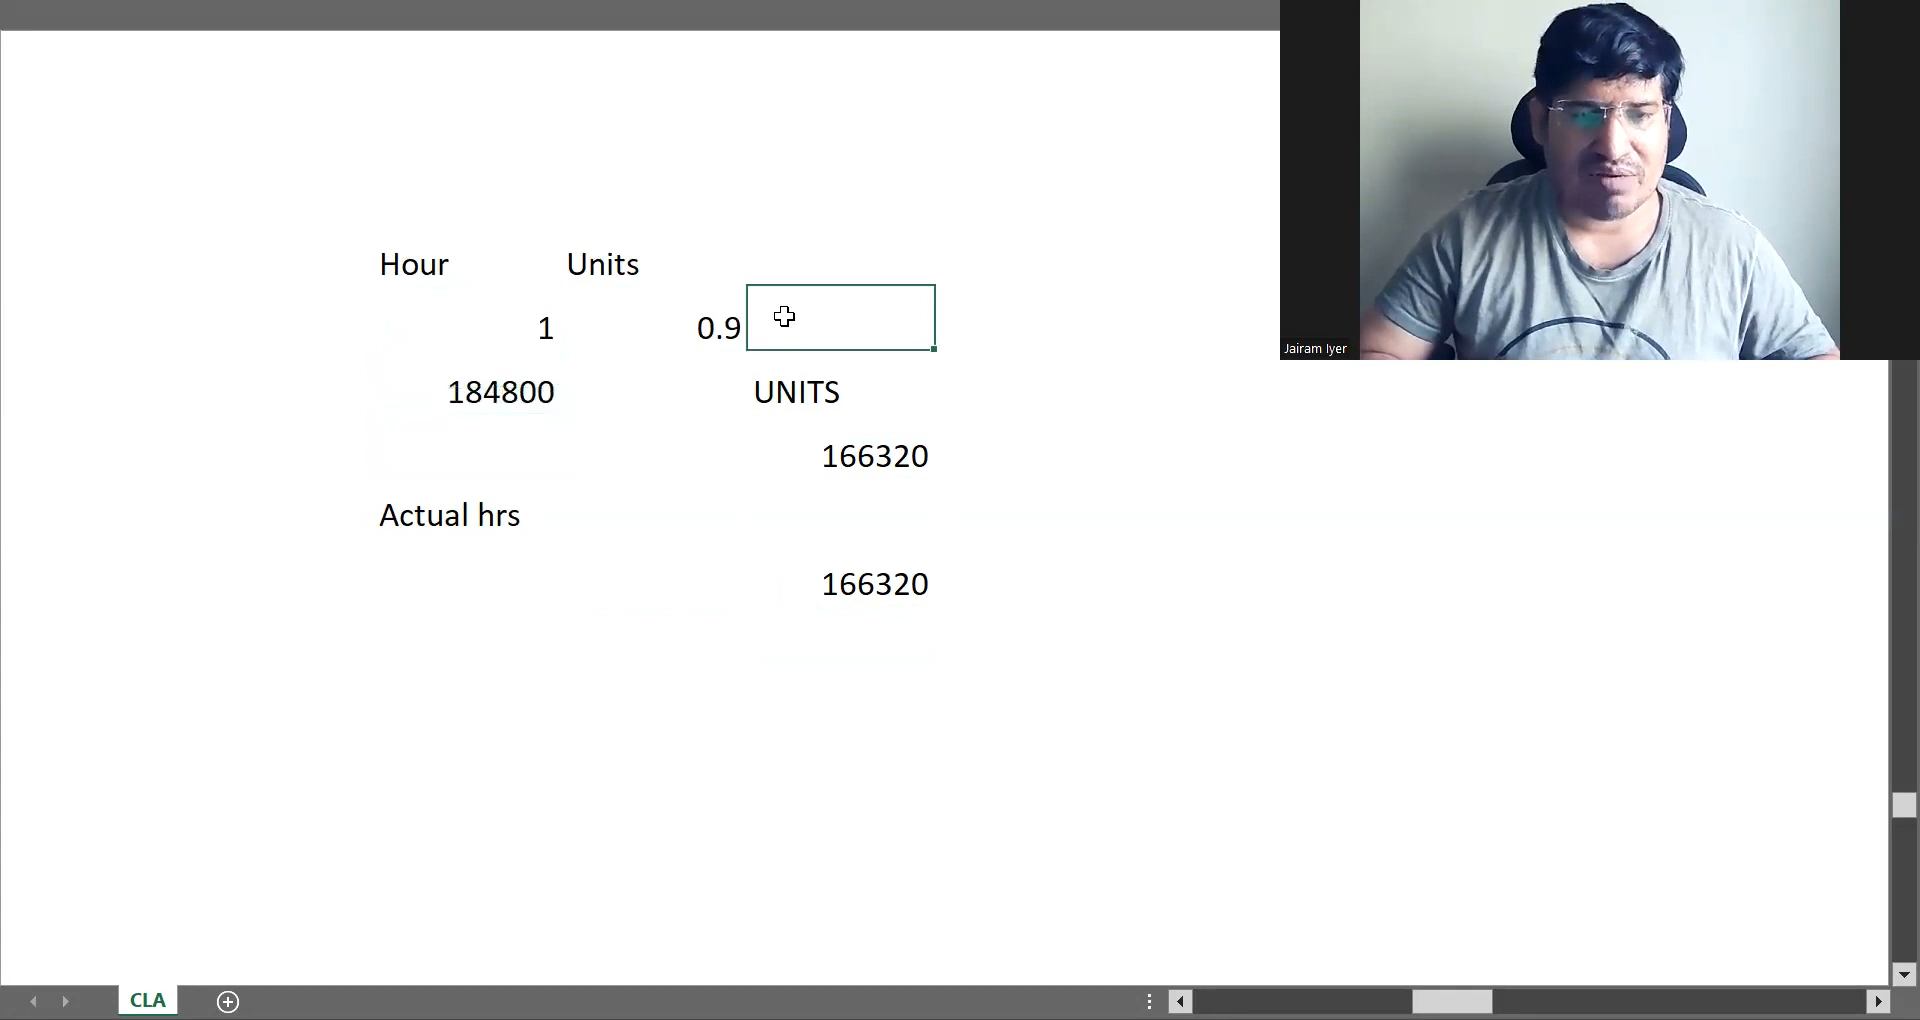 Hour Units
1 0.9
184800 UNITS
166320
Actual hrs
166320
Jairam Iyer
CLA